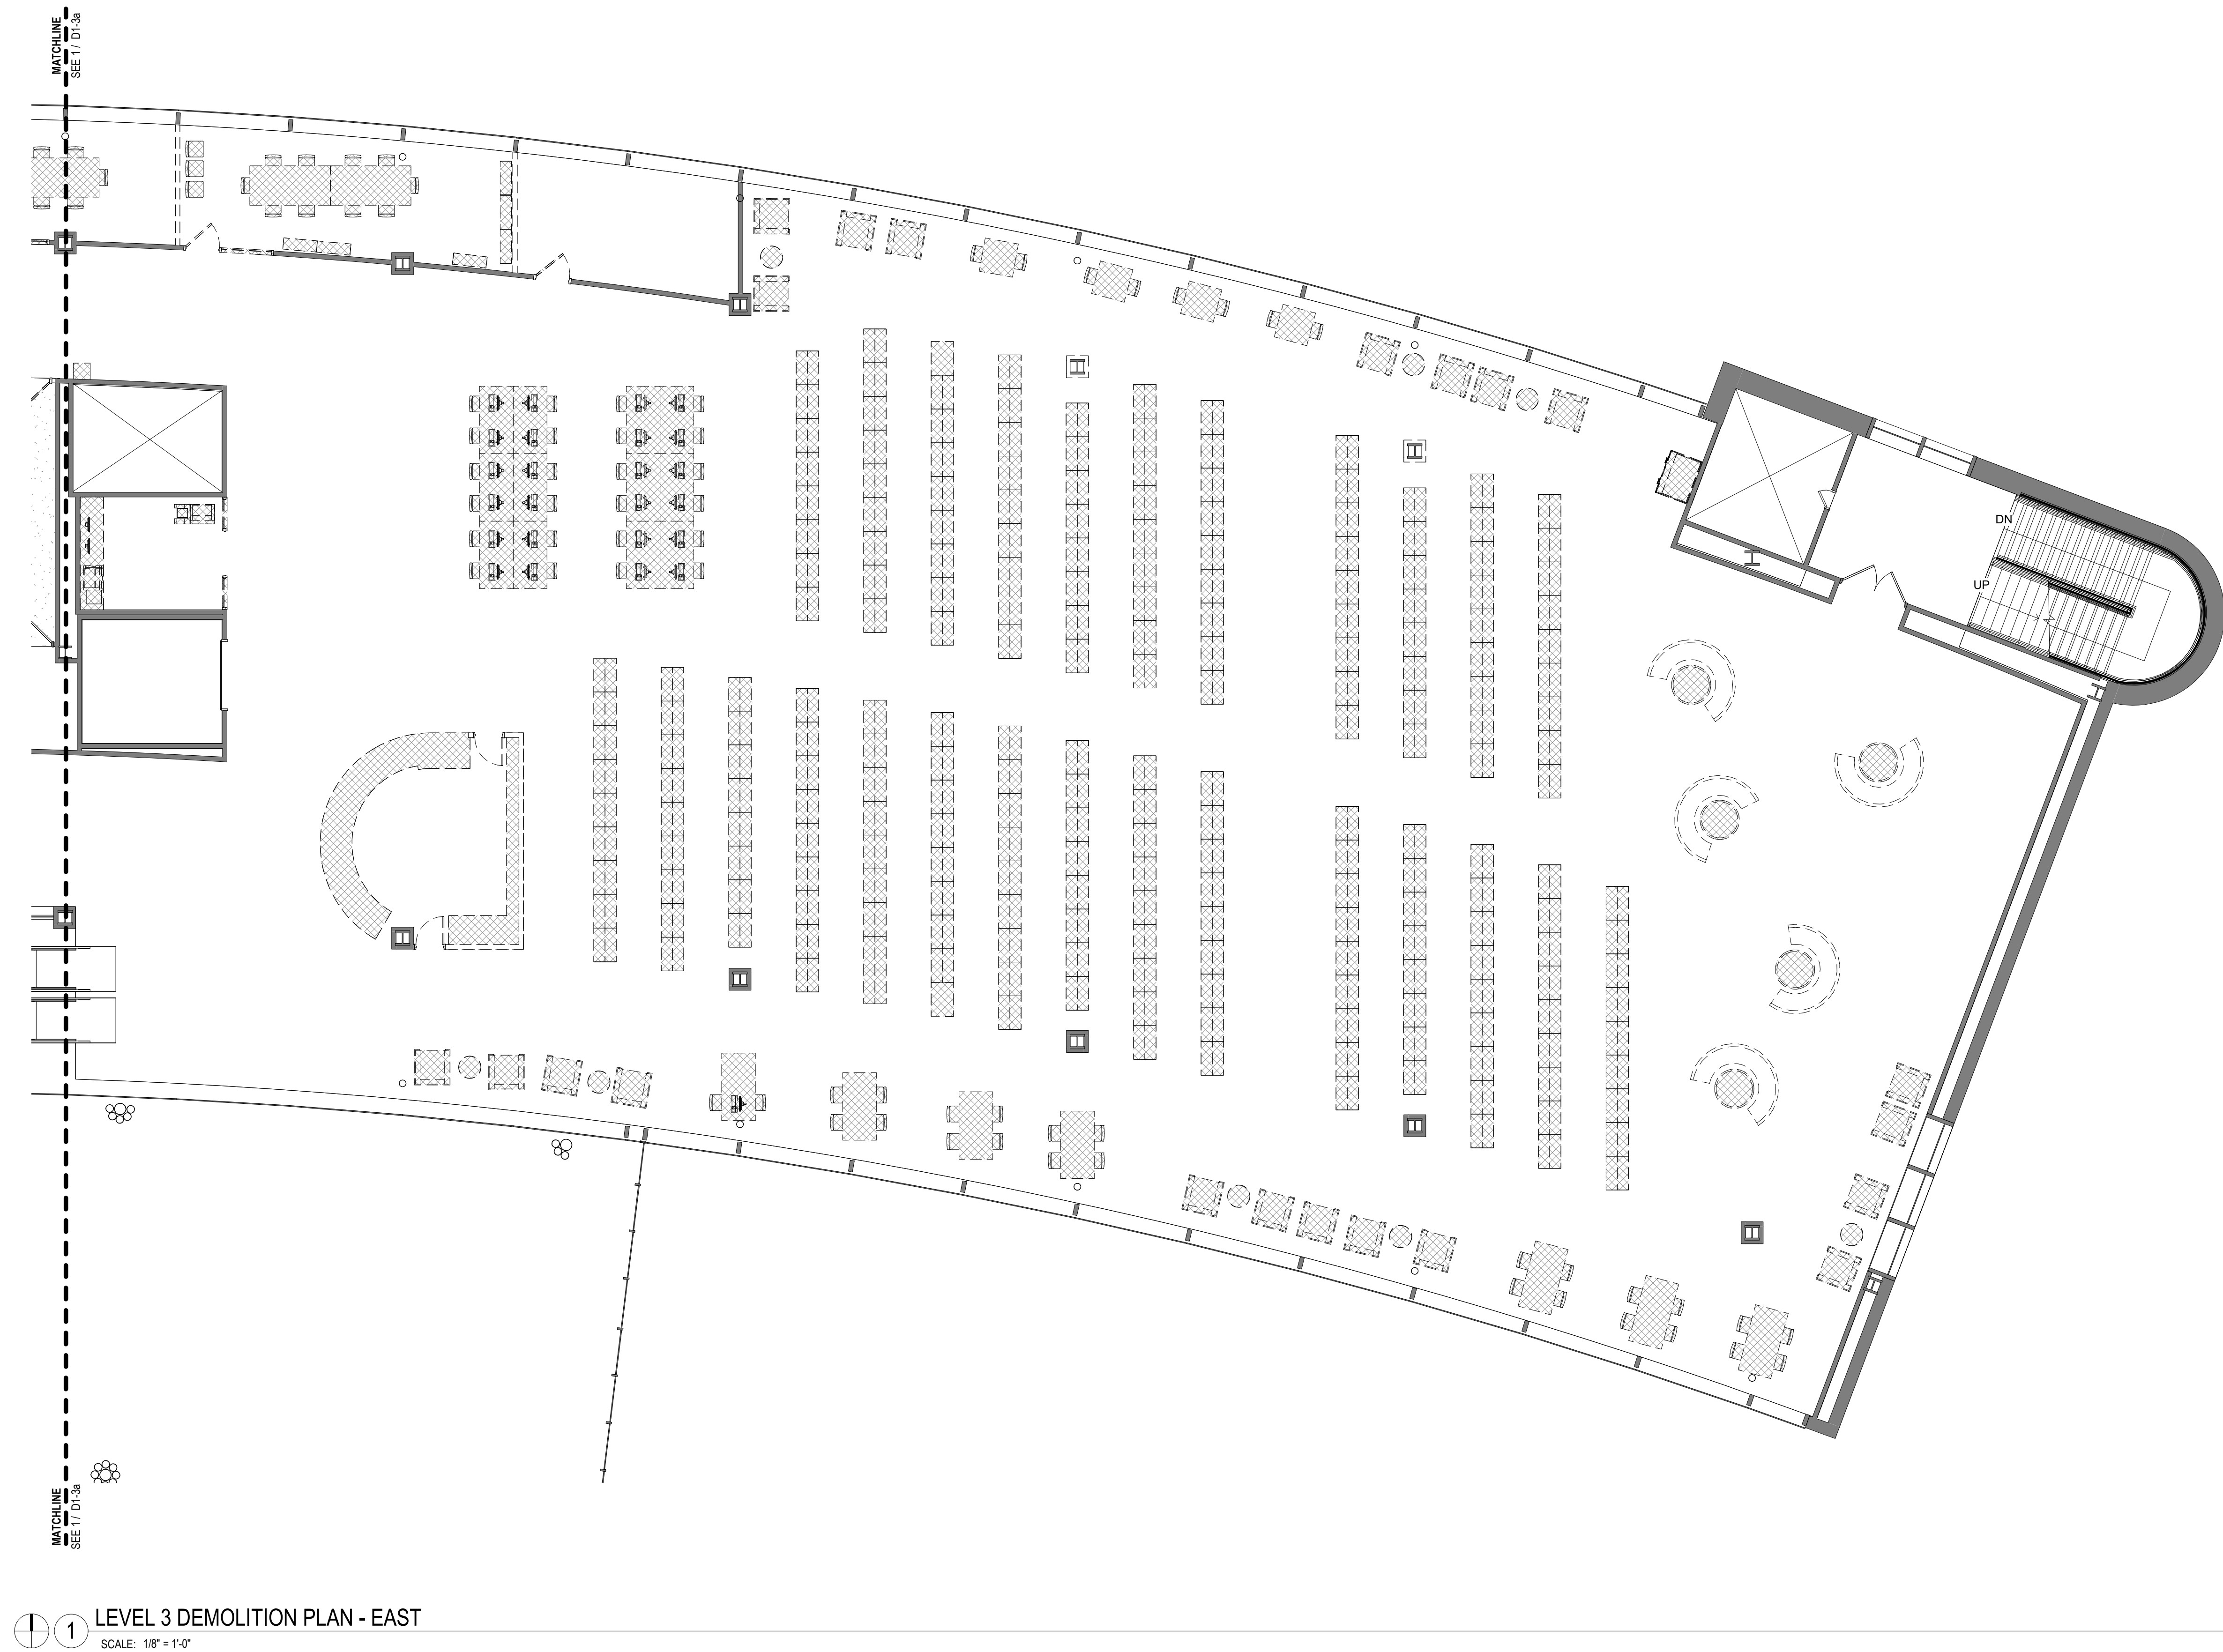 MATCHLINE
SEE 1 / D1-3a
DN
UP
MATCHLINE
SEE 1 / D1-3a
1
LEVEL 3 DEMOLITION PLAN - EAST
SCALE: 1/8" = 1'-0"